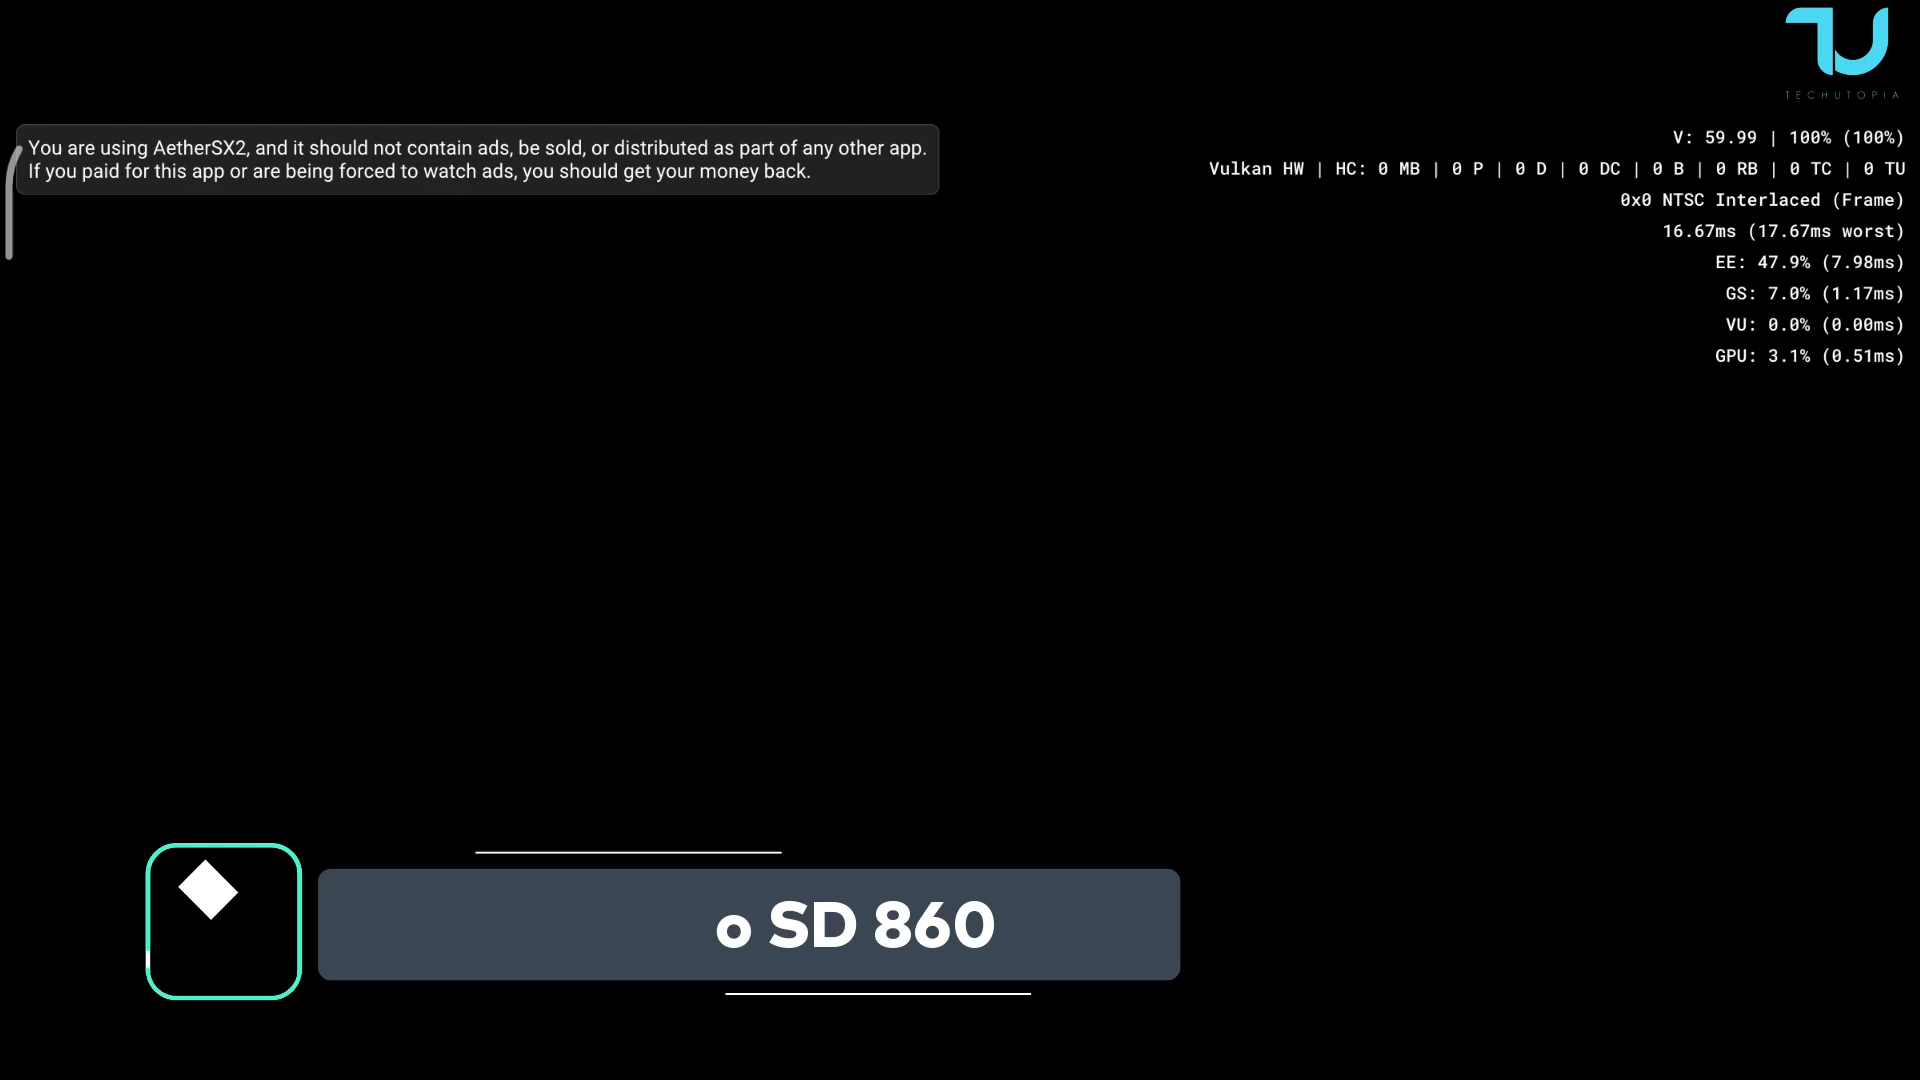 TECHUTOPIA
You are using AetherSX2, and it should not contain ads, be sold, or distributed as part of any other app.
If you paid for this app or are being forced to watch ads, you should get your money back.
V: 59.99 | 100% (100%)
Vulkan HW | HC: 0 MB | 0 P | 0 D | 0 DC | 0 B | 0 RB | 0 TC | 0 TU
0x0 NTSC Interlaced (Frame)
16.67ms (17.67ms worst)
EE: 47.9% (7.98ms)
GS: 7.0% (1.17ms)
VU: 0.0% (0.00ms)
GPU: 3.1% (0.51ms)
o SD 860